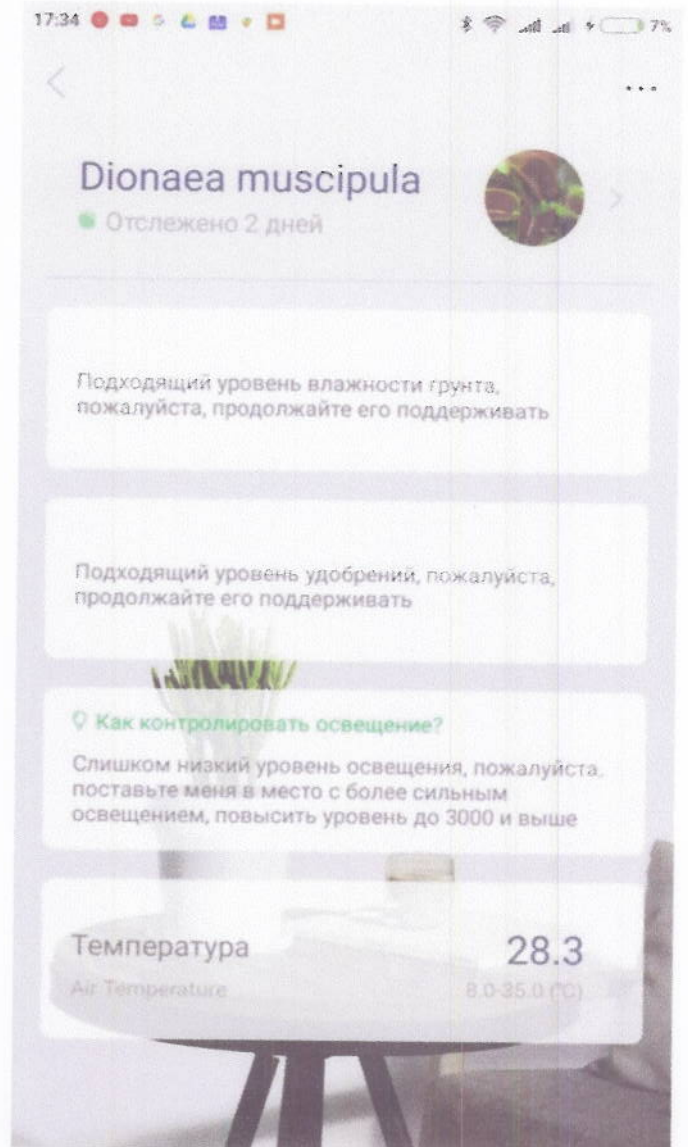 17:34
7%
Dionaea muscipula
Отслежено 2 дней
Подходящий уровень влажности грунта,
пожалуйста, продолжайте его поддерживать
Подходящий уровень удобрений, пожалуйста,
продолжайте его поддерживать
Как контролировать освещение?
Слишком низкий уровень освещения, пожалуйста,
поставьте меня в место с более сильным
освещением, повысить уровень до 3000 и выше
Температура
28.3
Air Temperature
8.0-35.0 (°C)